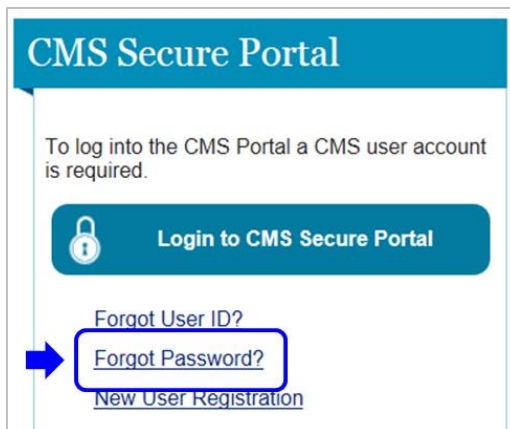 CMS Secure Portal
To log into the CMS Portal a CMS user account
is required.
Login to CMS Secure Portal
Forgot User ID?
Forgot Password?
New User Registration